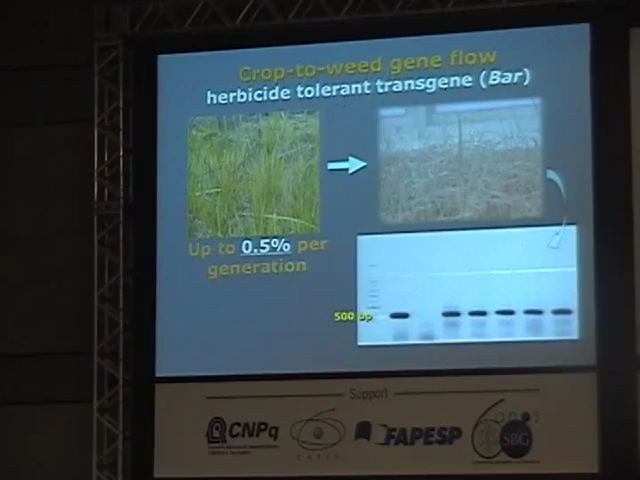 Crop-to-weed gene flow
herbicide tolerant transgene (Bar)
Up to 0.5% per
generation
500 bp
Support
CNPq
FAPESP
anos
SBG